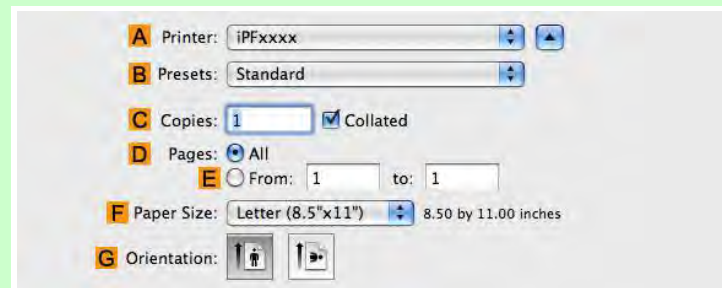 A Printer: iPFxxxx
B Presets: Standard
C Copies: 1 Collated
D Pages: All
E From: 1 to: 1
F Paper Size: Letter (8.5"x11") 8.50 by 11.00 inches
G Orientation: